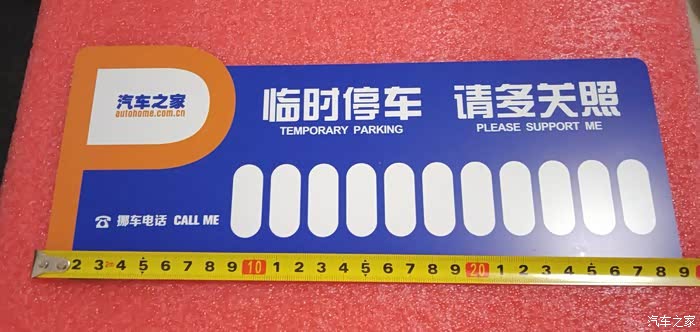 汽车之家
autohome.com.cn
临时停车 请多关照
TEMPORARY PARKING PLEASE SUPPORT ME
☎ 挪车电话 CALL ME
2 3 4 5 6 7 8 9 10 1 2 3 4 5 6 7 8 9 20 1 2 3 4 5 6 7 8 9
汽车之家